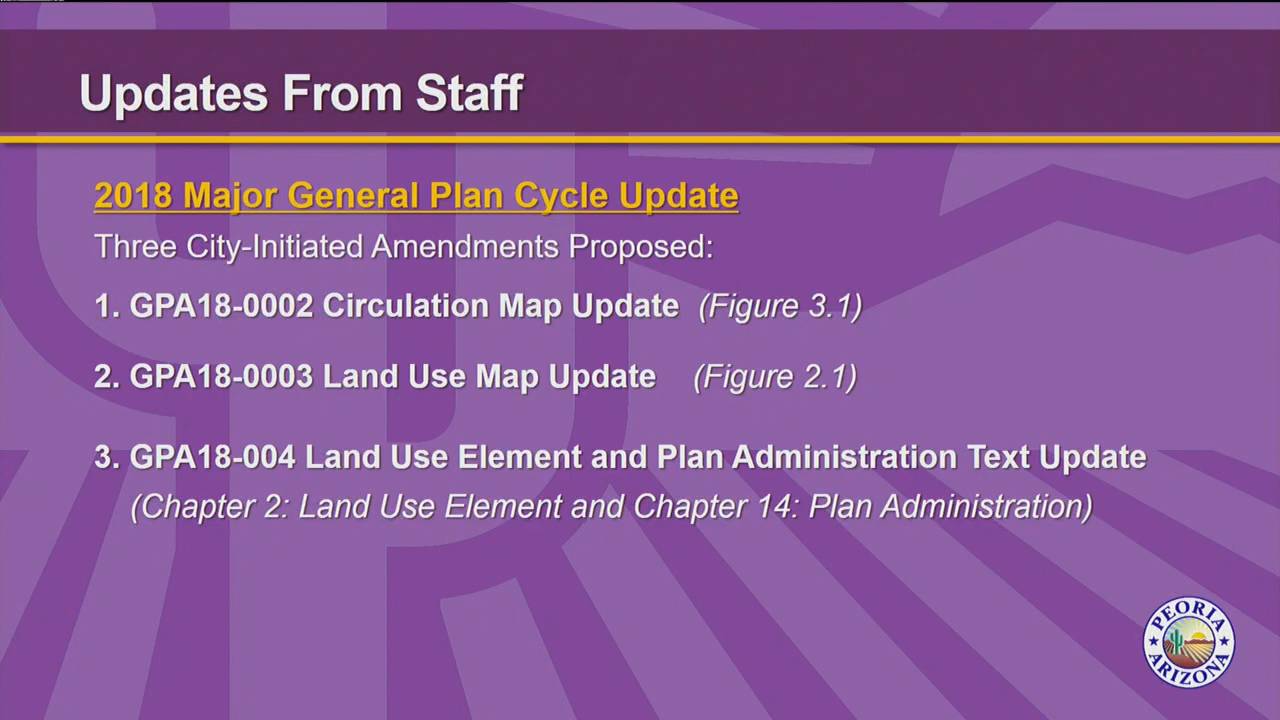 Updates From Staff
2018 Major General Plan Cycle Update
Three City-Initiated Amendments Proposed:
1. GPA18-0002 Circulation Map Update (Figure 3.1)
2. GPA18-0003 Land Use Map Update (Figure 2.1)
3. GPA18-004 Land Use Element and Plan Administration Text Update
(Chapter 2: Land Use Element and Chapter 14: Plan Administration)
PEORIA
ARIZONA